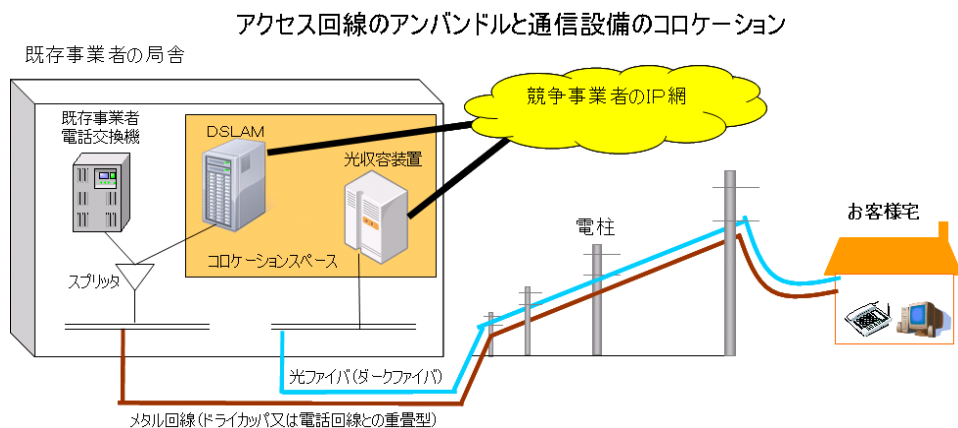 アクセス回線のアンバンドルと通信設備のコロケーション
既存事業者の局舎
競争事業者のIP網
既存事業者
電話交換機
DSLAM
光収容装置
電柱
お客様宅
コロケーションスペース
スプリッタ
光ファイバ(ダークファイバ)
メタル回線(ドライカッパ又は電話回線との重畳型)